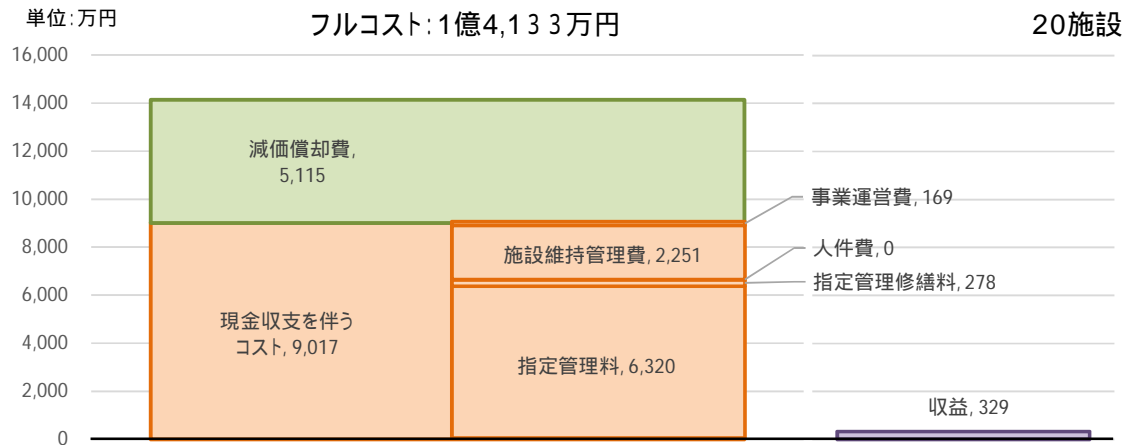 単位:万円
フルコスト:1億4,133万円
20施設
16,000
14,000
12,000
10,000
8,000
6,000
4,000
2,000
0
減価償却費,
5,115
現金収支を伴う
コスト, 9,017
施設維持管理費, 2,251
指定管理料, 6,320
事業運営費, 169
人件費, 0
指定管理修繕料, 278
収益, 329